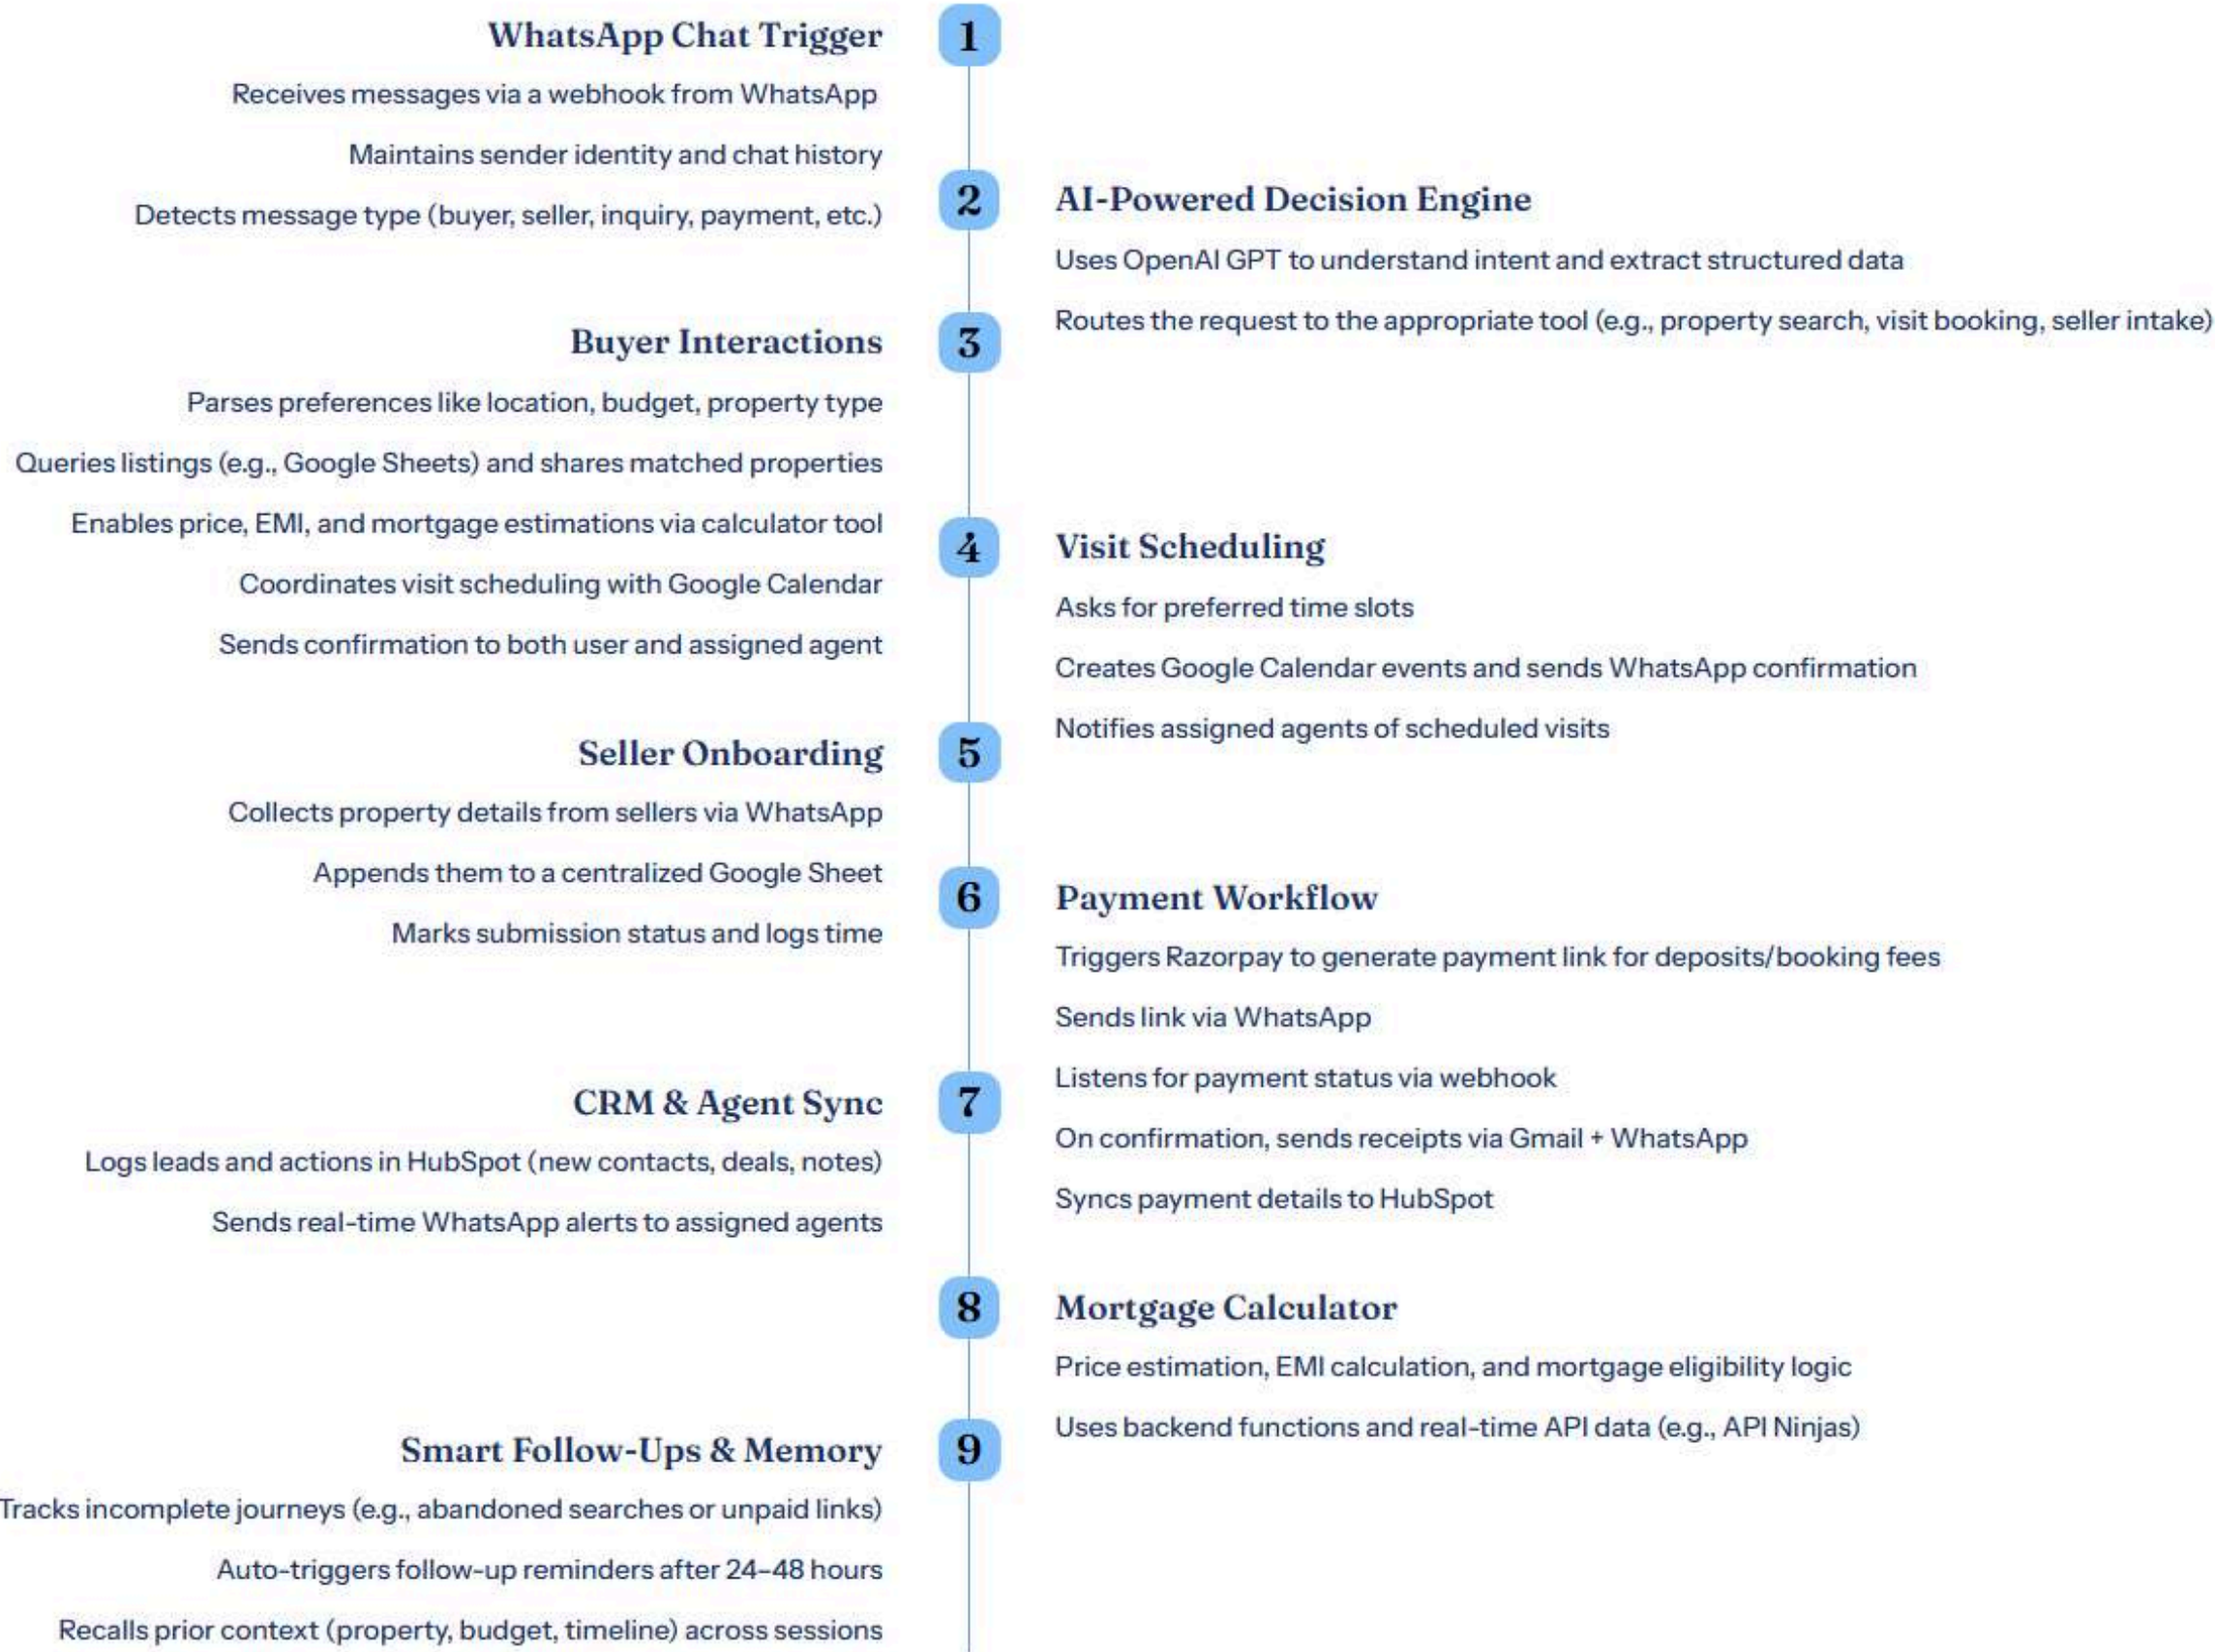 1
WhatsApp Chat Trigger
Receives messages via a webhook from WhatsApp
Maintains sender identity and chat history
Detects message type (buyer, seller, inquiry, payment, etc.)
2
AI-Powered Decision Engine
Uses OpenAI GPT to understand intent and extract structured data
Routes the request to the appropriate tool (e.g., property search, visit booking, seller intake)
3
Buyer Interactions
Parses preferences like location, budget, property type
Queries listings (e.g., Google Sheets) and shares matched properties
Enables price, EMI, and mortgage estimations via calculator tool
Coordinates visit scheduling with Google Calendar
Sends confirmation to both user and assigned agent
4
Visit Scheduling
Asks for preferred time slots
Creates Google Calendar events and sends WhatsApp confirmation
Notifies assigned agents of scheduled visits
5
Seller Onboarding
Collects property details from sellers via WhatsApp
Appends them to a centralized Google Sheet
Marks submission status and logs time
6
Payment Workflow
Triggers Razorpay to generate payment link for deposits/booking fees
Sends link via WhatsApp
Listens for payment status via webhook
On confirmation, sends receipts via Gmail + WhatsApp
Syncs payment details to HubSpot
7
CRM & Agent Sync
Logs leads and actions in HubSpot (new contacts, deals, notes)
Sends real-time WhatsApp alerts to assigned agents
8
Mortgage Calculator
Price estimation, EMI calculation, and mortgage eligibility logic
Uses backend functions and real-time API data (e.g., API Ninjas)
9
Smart Follow-Ups & Memory
Tracks incomplete journeys (e.g., abandoned searches or unpaid links)
Auto-triggers follow-up reminders after 24–48 hours
Recalls prior context (property, budget, timeline) across sessions